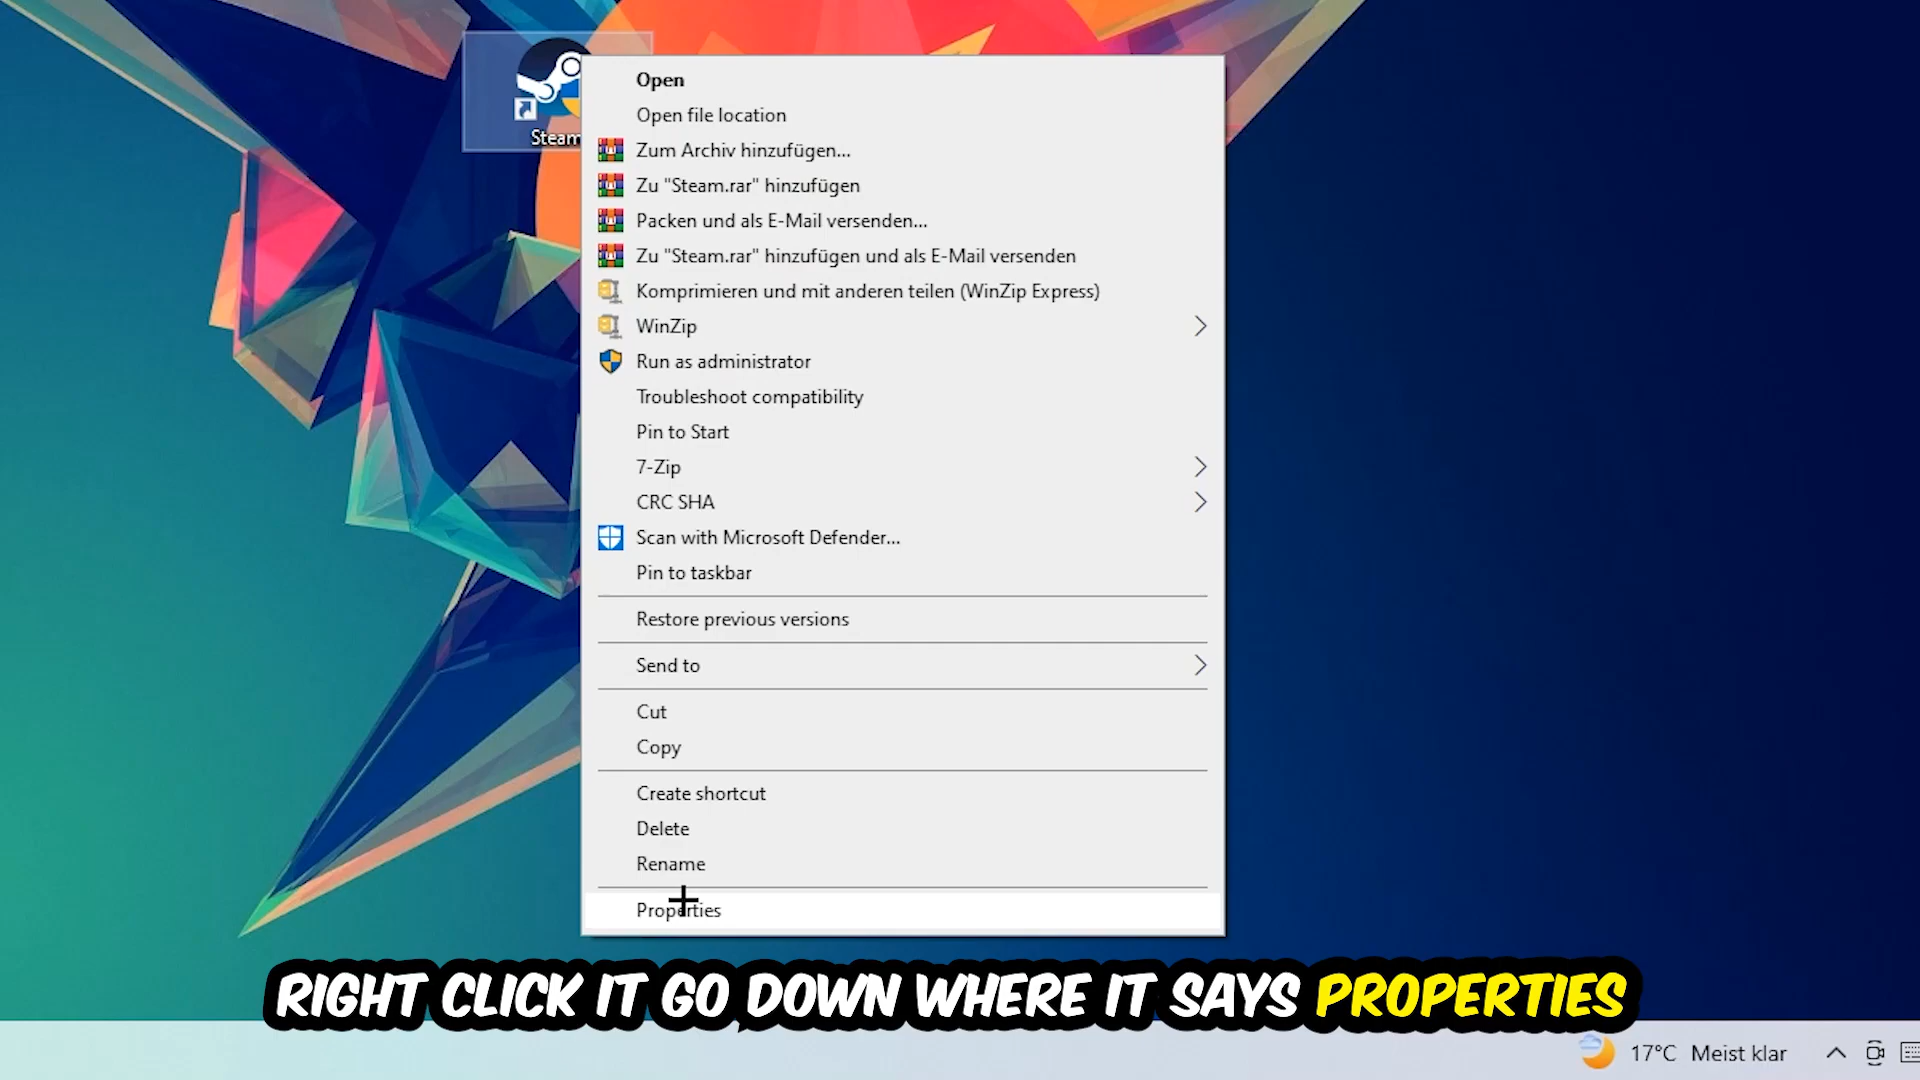 Steam
Open
Open file location
Zum Archiv hinzufügen...
Zu "Steam.rar" hinzufügen
Packen und als E-Mail versenden...
Zu "Steam.rar" hinzufügen und als E-Mail versenden
Komprimieren und mit anderen teilen (WinZip Express)
WinZip
Run as administrator
Troubleshoot compatibility
Pin to Start
7-Zip
CRC SHA
Scan with Microsoft Defender...
Pin to taskbar
Restore previous versions
Send to
Cut
Copy
Create shortcut
Delete
Rename
Properties
RIGHT CLICK IT GO DOWN WHERE IT SAYS PROPERTIES
17°C Meist klar